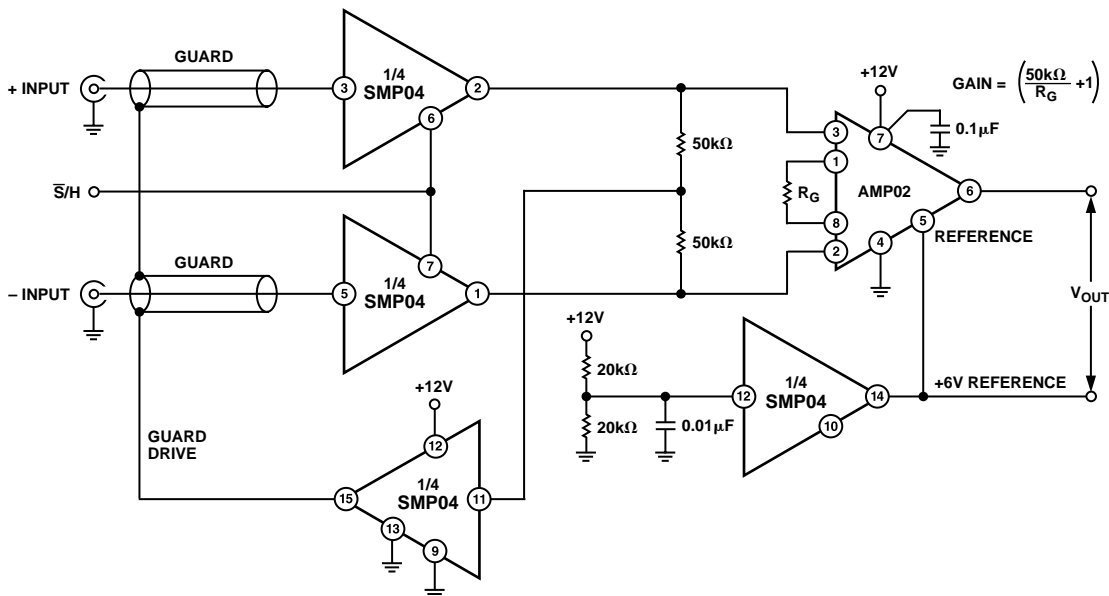 GUARD
+ INPUT
3
1/4
SMP04
2
6
S̅/H
GUARD
– INPUT
5
7
1/4
SMP04
1
50kΩ
50kΩ
+12V
GAIN = (50kΩ/R_G +1)
0.1µF
3
7
1
R_G
AMP02
6
8
5
REFERENCE
2
4
V_OUT
+12V
20kΩ
20kΩ
0.01µF
12
1/4
SMP04
14
10
+6V REFERENCE
GUARD
DRIVE
+12V
12
1/4
SMP04
15
11
13
9